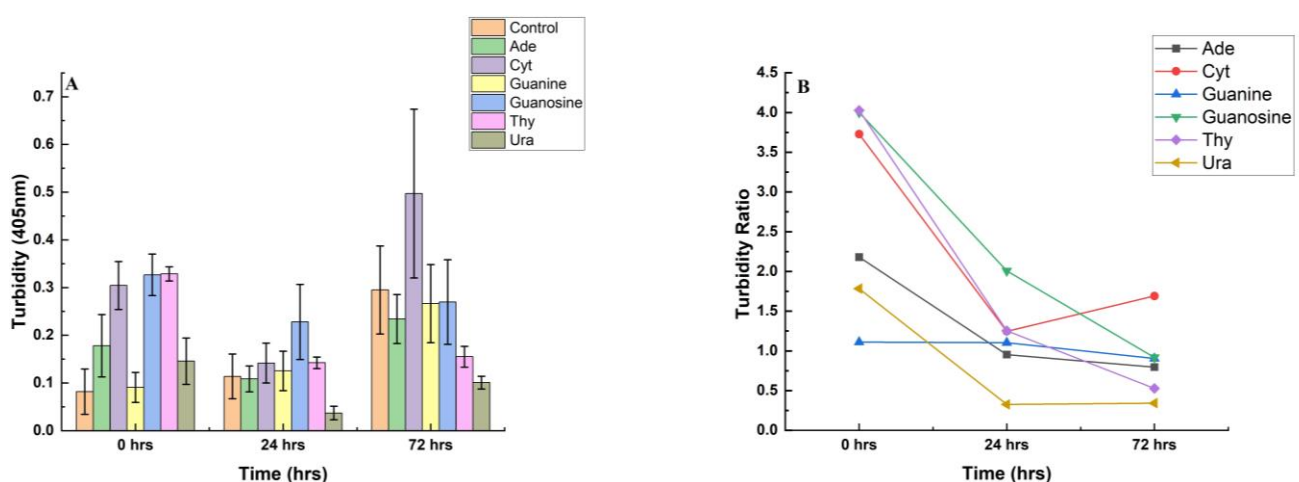 A
Control
Ade
Cyt
Guanine
Guanosine
Thy
Ura
Turbidity (405nm)
0.7
0.6
0.5
0.4
0.3
0.2
0.1
0.0
0 hrs 24 hrs 72 hrs
Time (hrs)
B
Ade
Cyt
Guanine
Guanosine
Thy
Ura
Turbidity Ratio
4.5
4.0
3.5
3.0
2.5
2.0
1.5
1.0
0.5
0.0
0 hrs 24 hrs 72 hrs
Time (hrs)